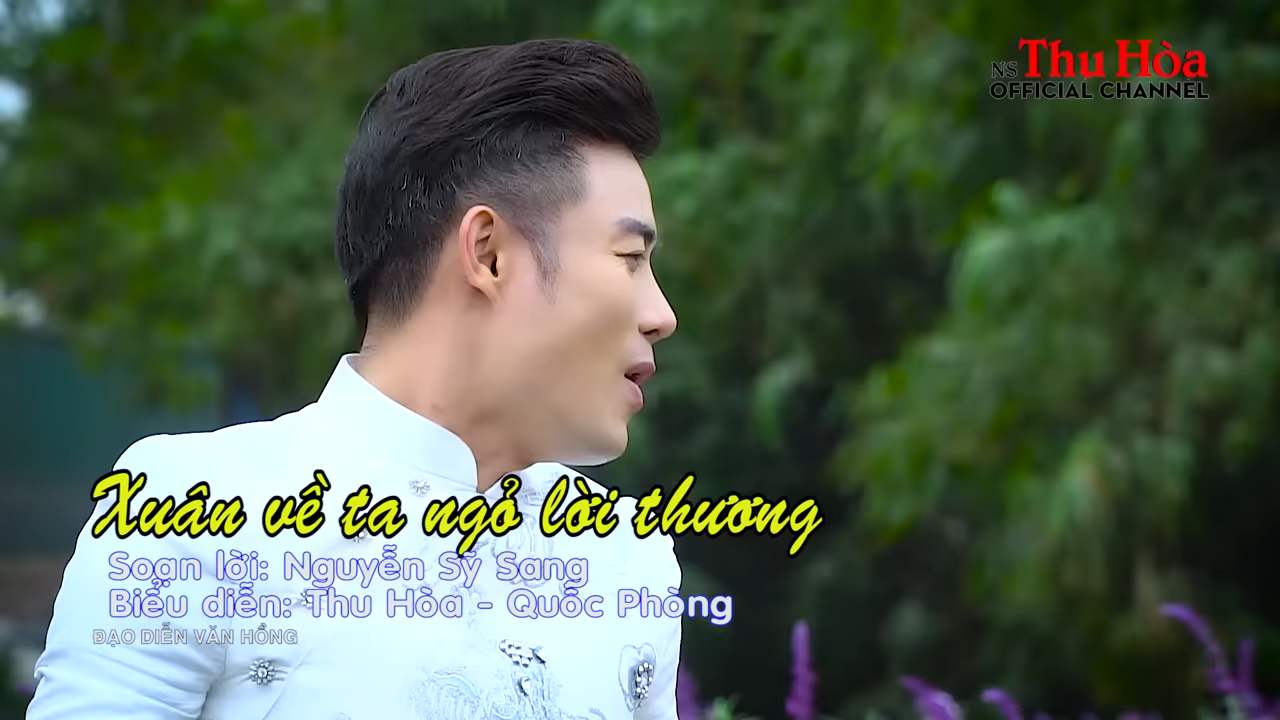 NS Thu Hòa
OFFICIAL CHANNEL
Xuân về ta ngỏ lời thương
Soạn lời: Nguyễn Sỹ Sang
Biểu diễn: Thu Hòa - Quốc Phòng
ĐẠO DIỄN VĂN HỒNG